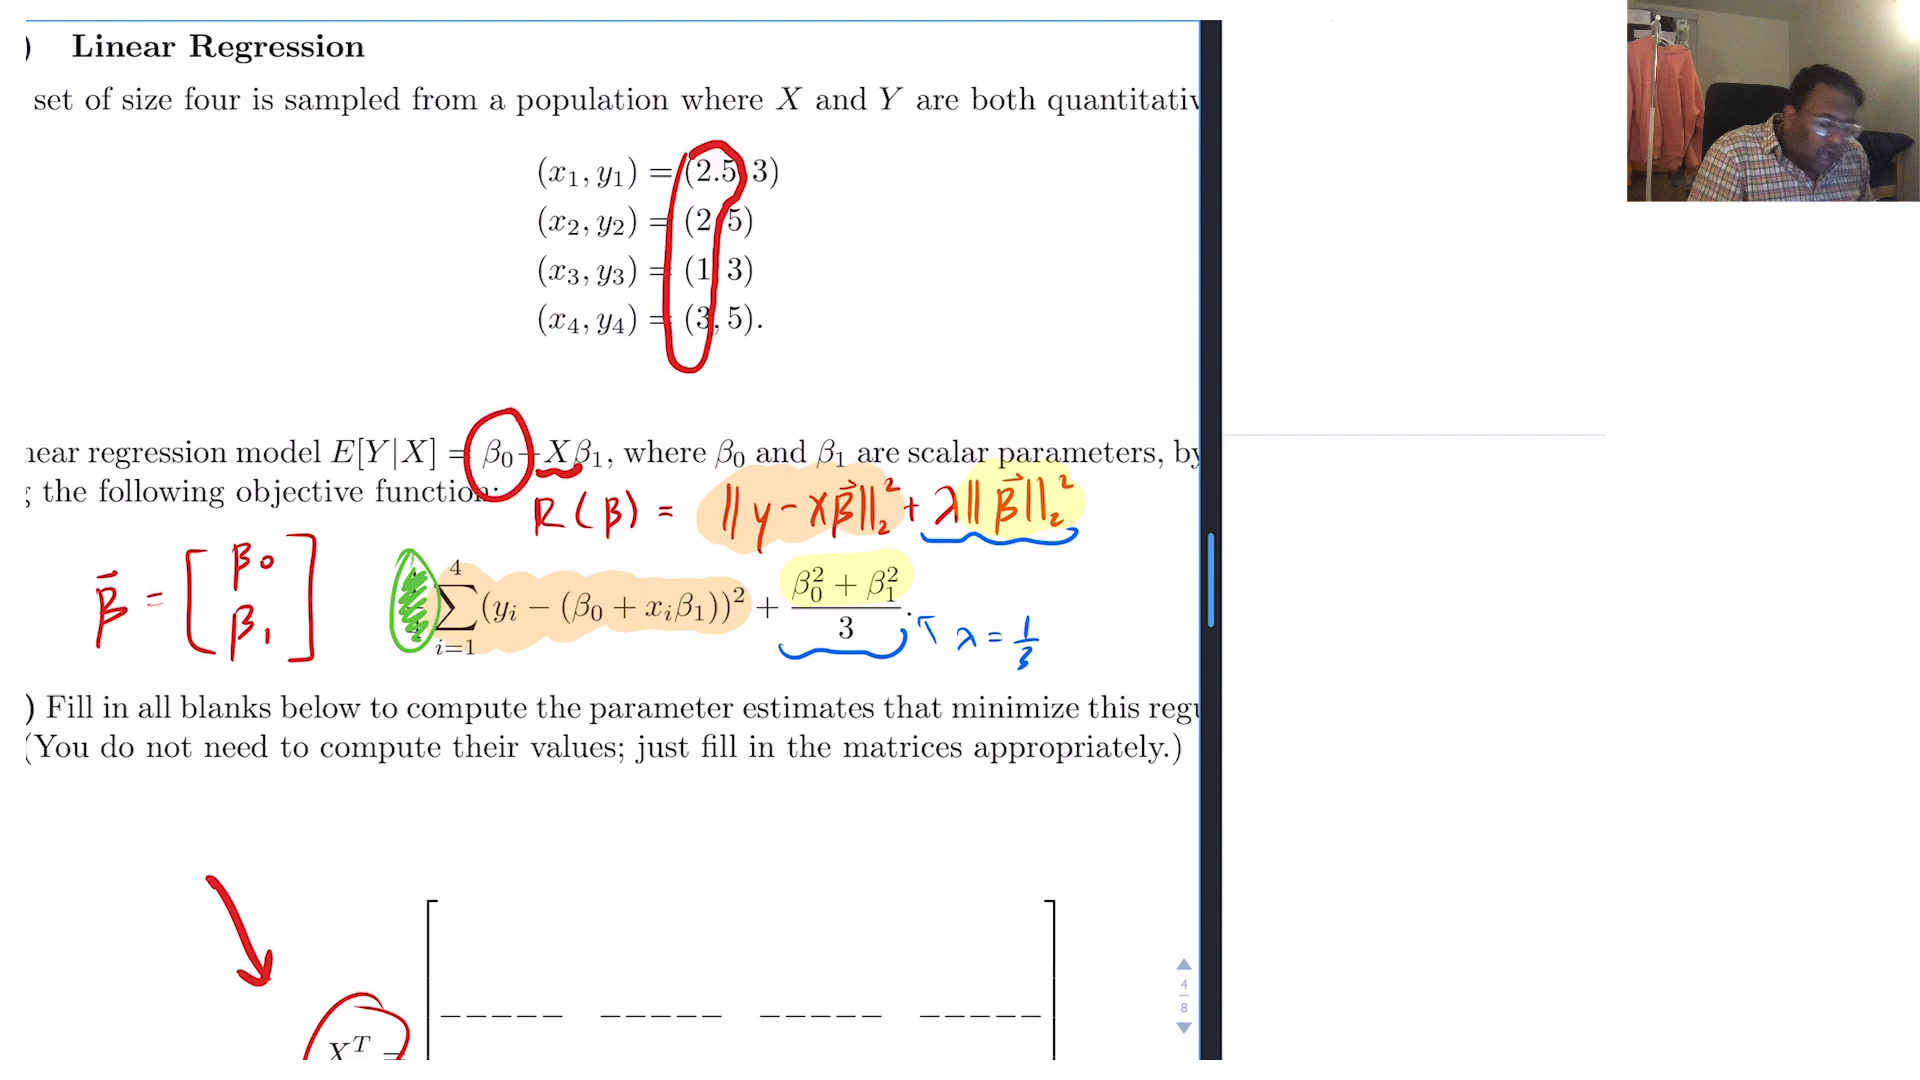 ) Linear Regression
set of size four is sampled from a population where X and Y are both quantitativ
(x₁, y₁) = (2.5, 3)
(x₂, y₂) = (2, 5)
(x₃, y₃) = (1, 3)
(x₄, y₄) = (3, 5).
near regression model E[Y|X] = β₀ + Xβ₁, where β₀ and β₁ are scalar parameters, by
g the following objective function:
R(β) = ||y - Xβ⃗||₂² + λ||β⃗||₂²
β⃗ = [β₀ β₁]
∑ᵢ₌₁⁴ (yᵢ − (β₀ + xᵢβ₁))² + (β₀² + β₁²)/3.
λ = 1/3
) Fill in all blanks below to compute the parameter estimates that minimize this regu
(You do not need to compute their values; just fill in the matrices appropriately.)
Xᵀ =
4
8